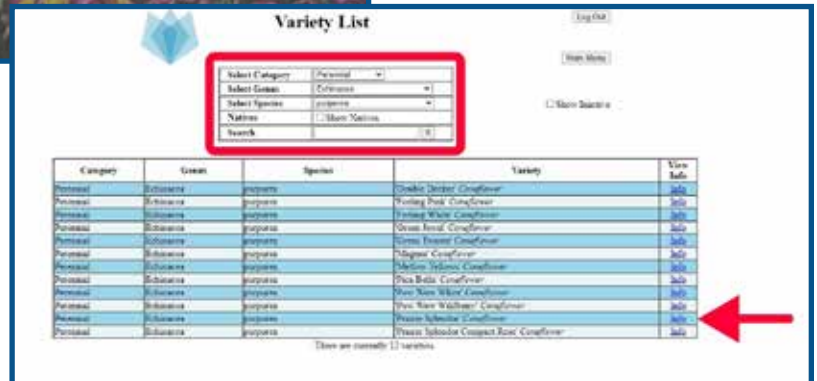 Variety List
Log Out
Main Menu
Select Category Perennial
Select Genus Echinacea
Select Species purpurea
Natives Show Natives
Search X
Show Inactive
Category Genus Species Variety View Info
Perennial Echinacea purpurea 'Double Decker' Coneflower Info
Perennial Echinacea purpurea 'Feeling Pink' Coneflower Info
Perennial Echinacea purpurea 'Feeling White' Coneflower Info
Perennial Echinacea purpurea 'Green Jewel' Coneflower Info
Perennial Echinacea purpurea 'Green Twister' Coneflower Info
Perennial Echinacea purpurea 'Magnus' Coneflower Info
Perennial Echinacea purpurea 'Mellow Yellows' Coneflower Info
Perennial Echinacea purpurea 'Pica Bella' Coneflower Info
Perennial Echinacea purpurea 'Pow Wow White' Coneflower Info
Perennial Echinacea purpurea 'Pow Wow Wildberry' Coneflower Info
Perennial Echinacea purpurea 'Prairie Splendor' Coneflower Info
Perennial Echinacea purpurea 'Prairie Splendor Compact Rose' Coneflower Info
There are currently 12 varieties.